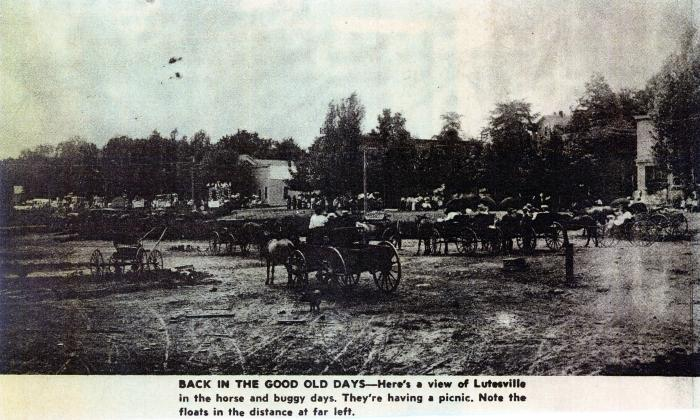 BACK IN THE GOOD OLD DAYS—Here's a view of Lutesville
in the horse and buggy days. They're having a picnic. Note the
floats in the distance at far left.